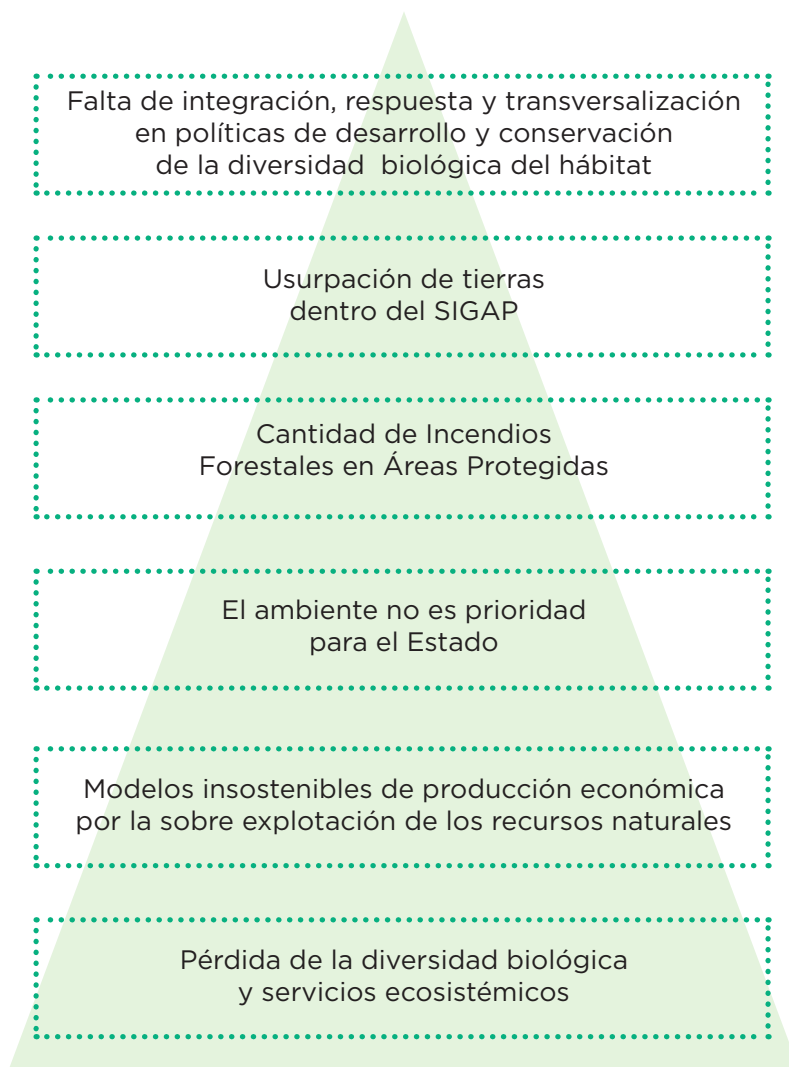 Falta de integración, respuesta y transversalización
en políticas de desarrollo y conservación
de la diversidad biológica del hábitat
Usurpación de tierras
dentro del SIGAP
Cantidad de Incendios
Forestales en Áreas Protegidas
El ambiente no es prioridad
para el Estado
Modelos insostenibles de producción económica
por la sobre explotación de los recursos naturales
Pérdida de la diversidad biológica
y servicios ecosistémicos